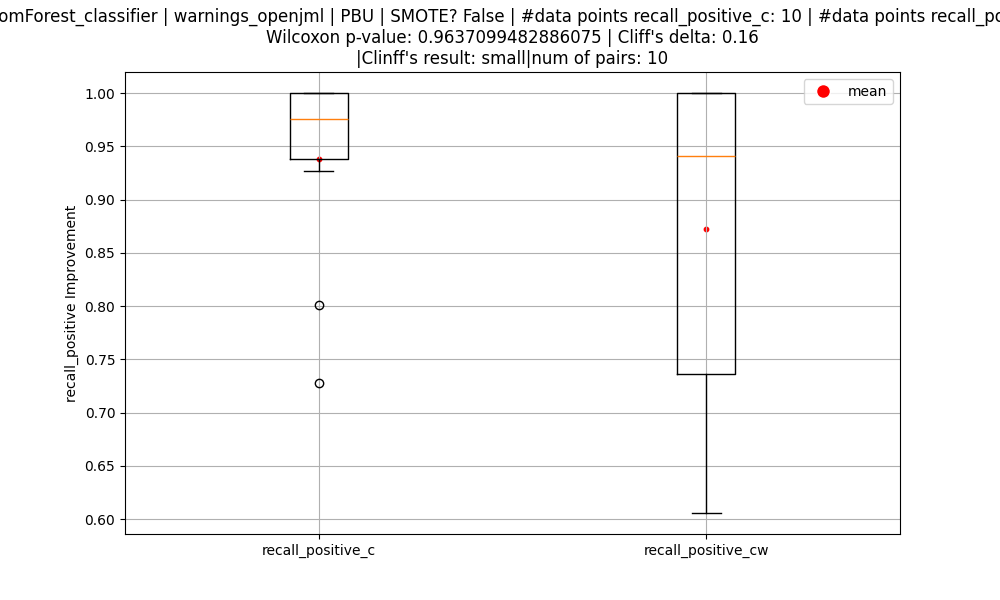 omForest_classifier | warnings_openjml | PBU | SMOTE? False | #data points recall_positive_c: 10 | #data points recall_po
Wilcoxon p-value: 0.9637099482886075 | Cliff's delta: 0.16
|Clinff's result: small|num of pairs: 10
mean
1.00
0.95
0.90
0.85
0.80
0.75
0.70
0.65
0.60
recall_positive Improvement
recall_positive_c
recall_positive_cw